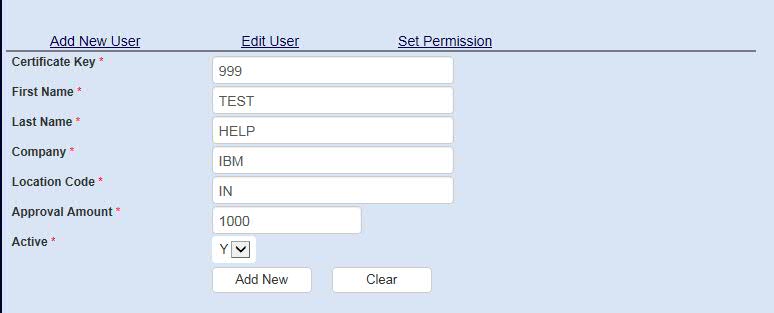 Add New User Edit User Set Permission
Certificate Key * 999
First Name * TEST
Last Name * HELP
Company * IBM
Location Code * IN
Approval Amount * 1000
Active * Y
Add New Clear